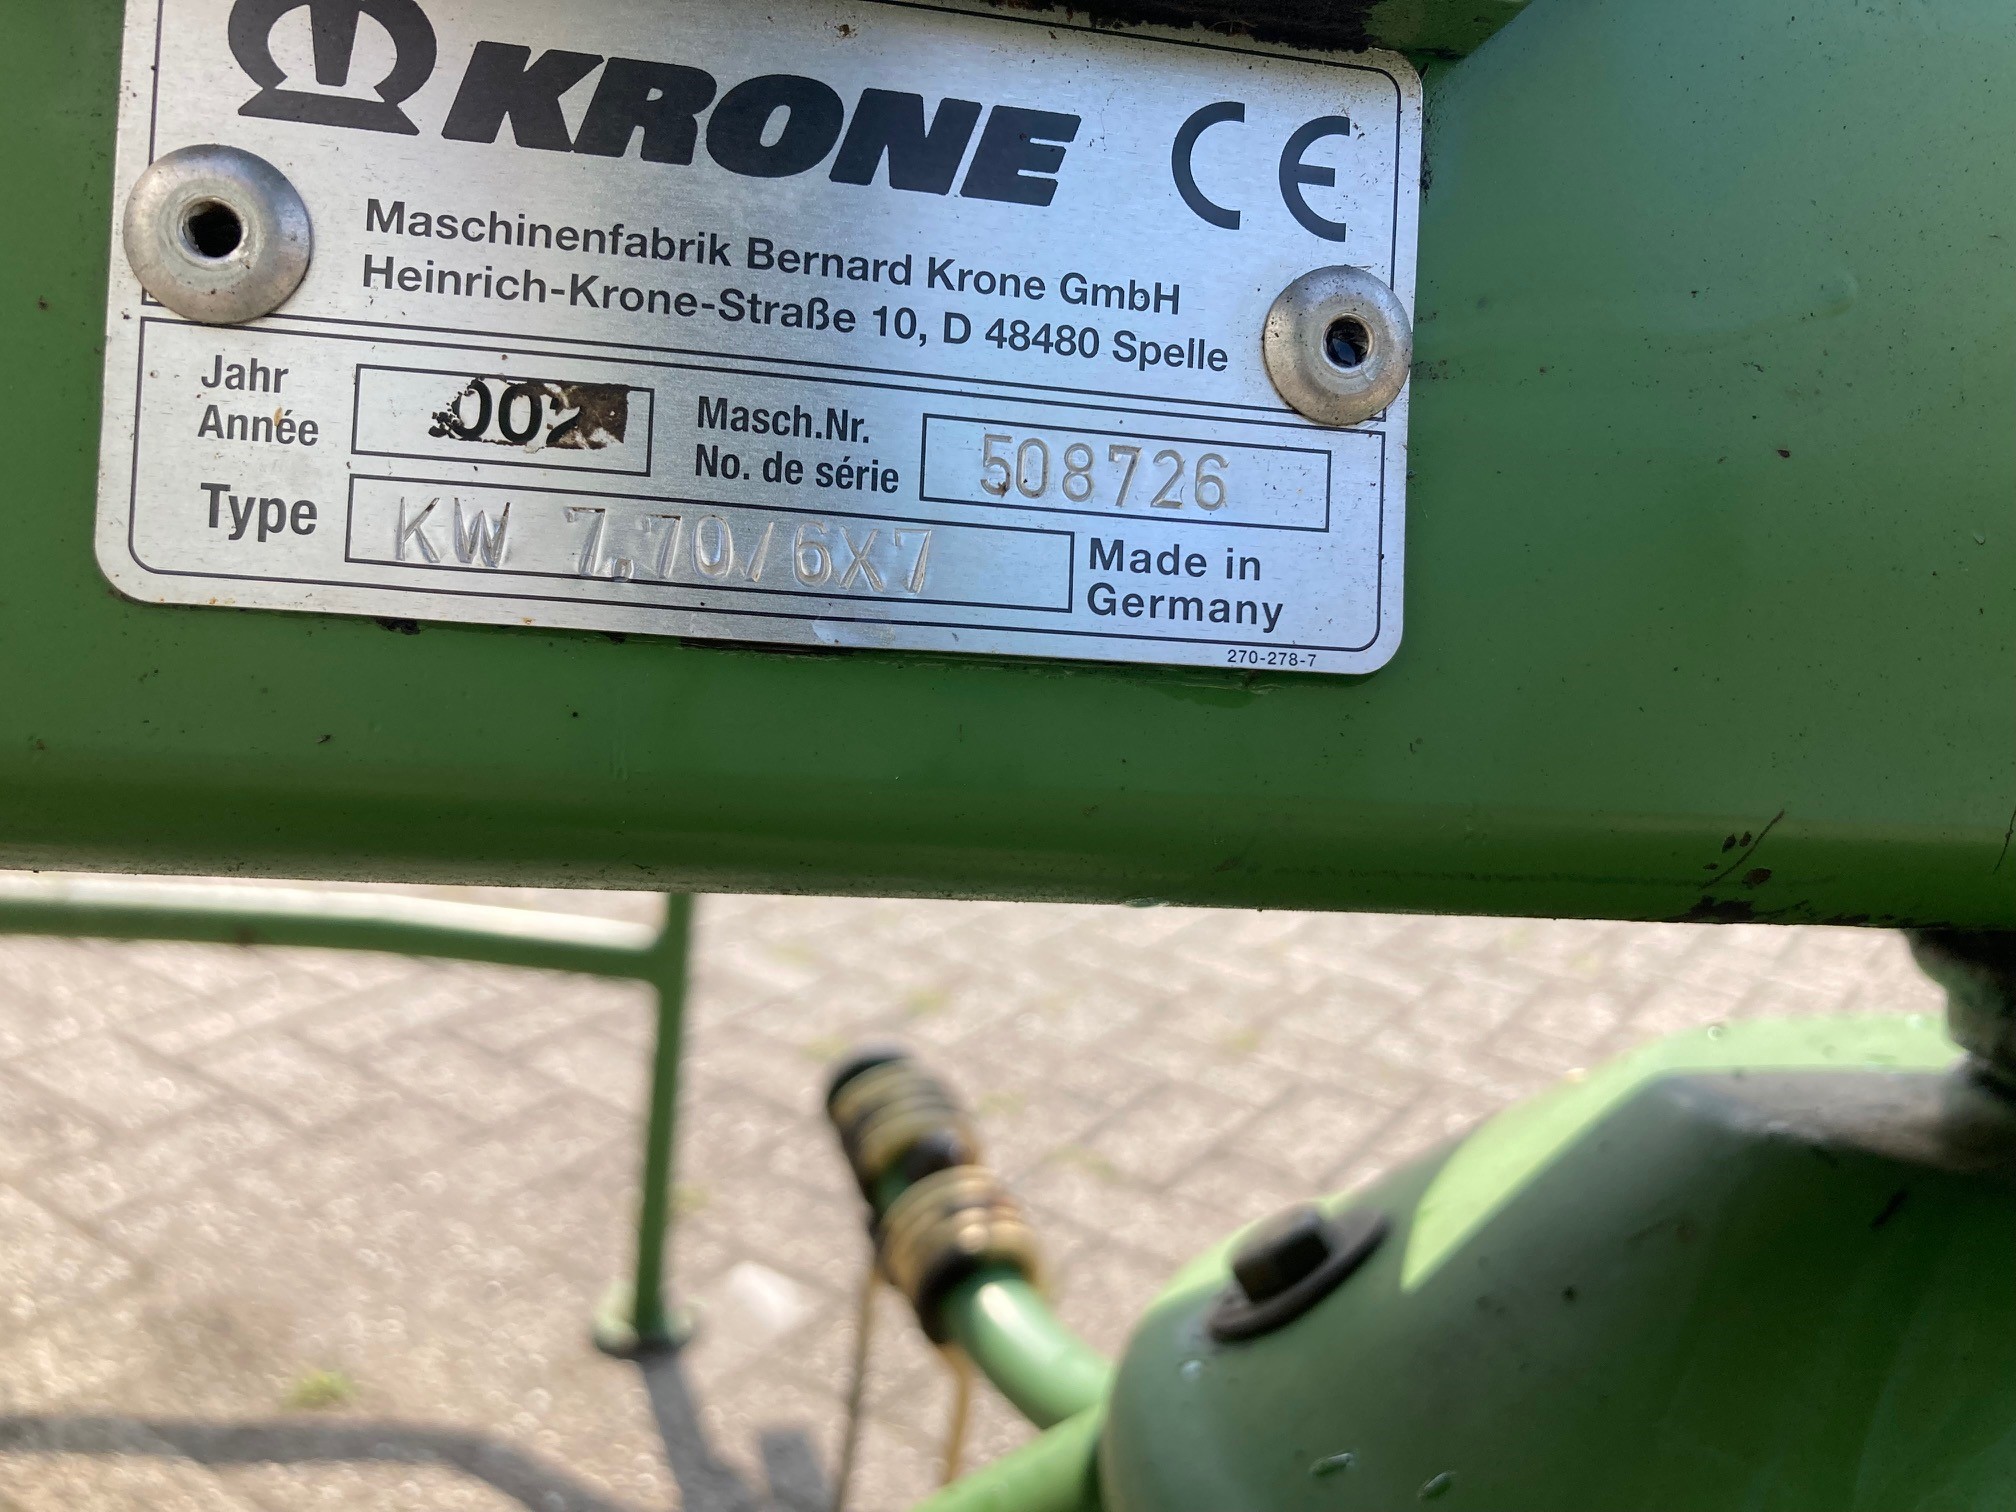 KRONE CE
Maschinenfabrik Bernard Krone GmbH
Heinrich-Krone-Straße 10, D 48480 Spelle
Jahr
Année
Masch.Nr.
No. de série
508726
Type
KW 7.70/6X7
Made in
Germany
270-278-7